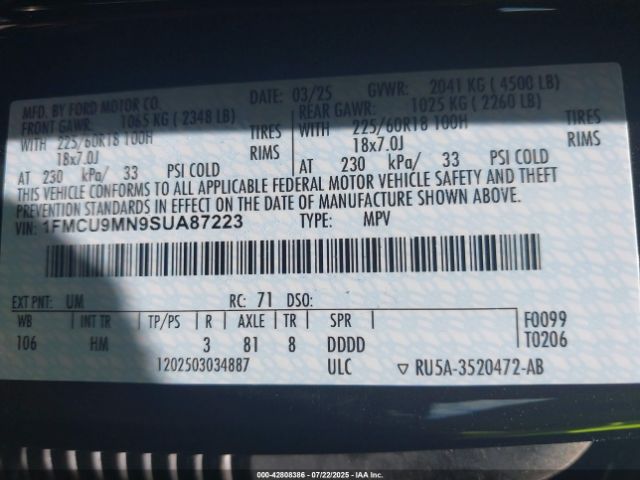 MFD. BY FORD MOTOR CO. DATE: 03/25 GVWR: 2041 KG ( 4500 LB)
FRONT GAWR: 1065 KG ( 2348 LB) REAR GAWR: 1025 KG ( 2260 LB)
WITH 225/60R18 100H TIRES WITH 225/60R18 100H TIRES
18x7.0J RIMS 18x7.0J RIMS
AT 230 kPa/ 33 PSI COLD AT 230 kPa/ 33 PSI COLD
THIS VEHICLE CONFORMS TO ALL APPLICABLE FEDERAL MOTOR VEHICLE SAFETY AND THEFT
PREVENTION STANDARDS IN EFFECT ON THE DATE OF MANUFACTURE SHOWN ABOVE.
VIN: 1FMCU9MN9SUA87223 TYPE: MPV
EXT PNT: UM RC: 71 DSO:
WB INT TR TP/PS R AXLE TR SPR F0099
106 HM 3 81 8 DDDD T0206
1202503034887 ULC ▽ RU5A-3520472-AB
000-42808386 - 07/22/2025 - IAA, Inc.